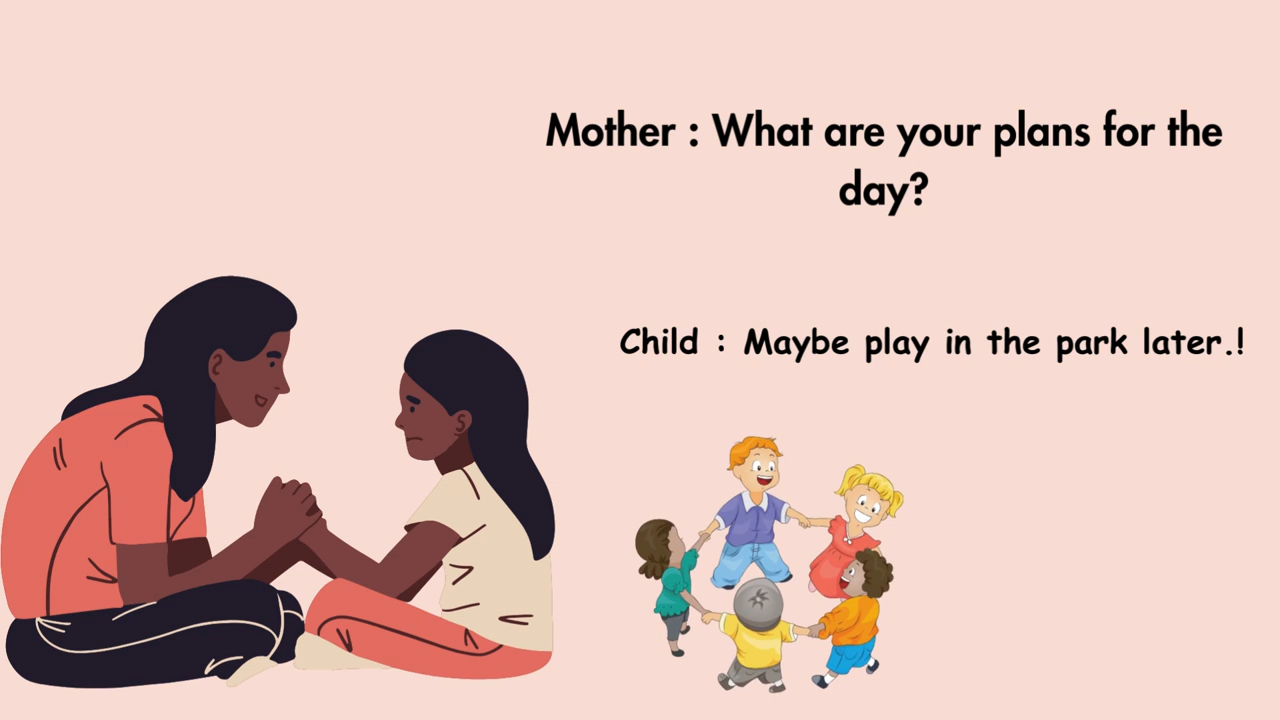 Mother : What are your plans for the
day?
Child : Maybe play in the park later.!